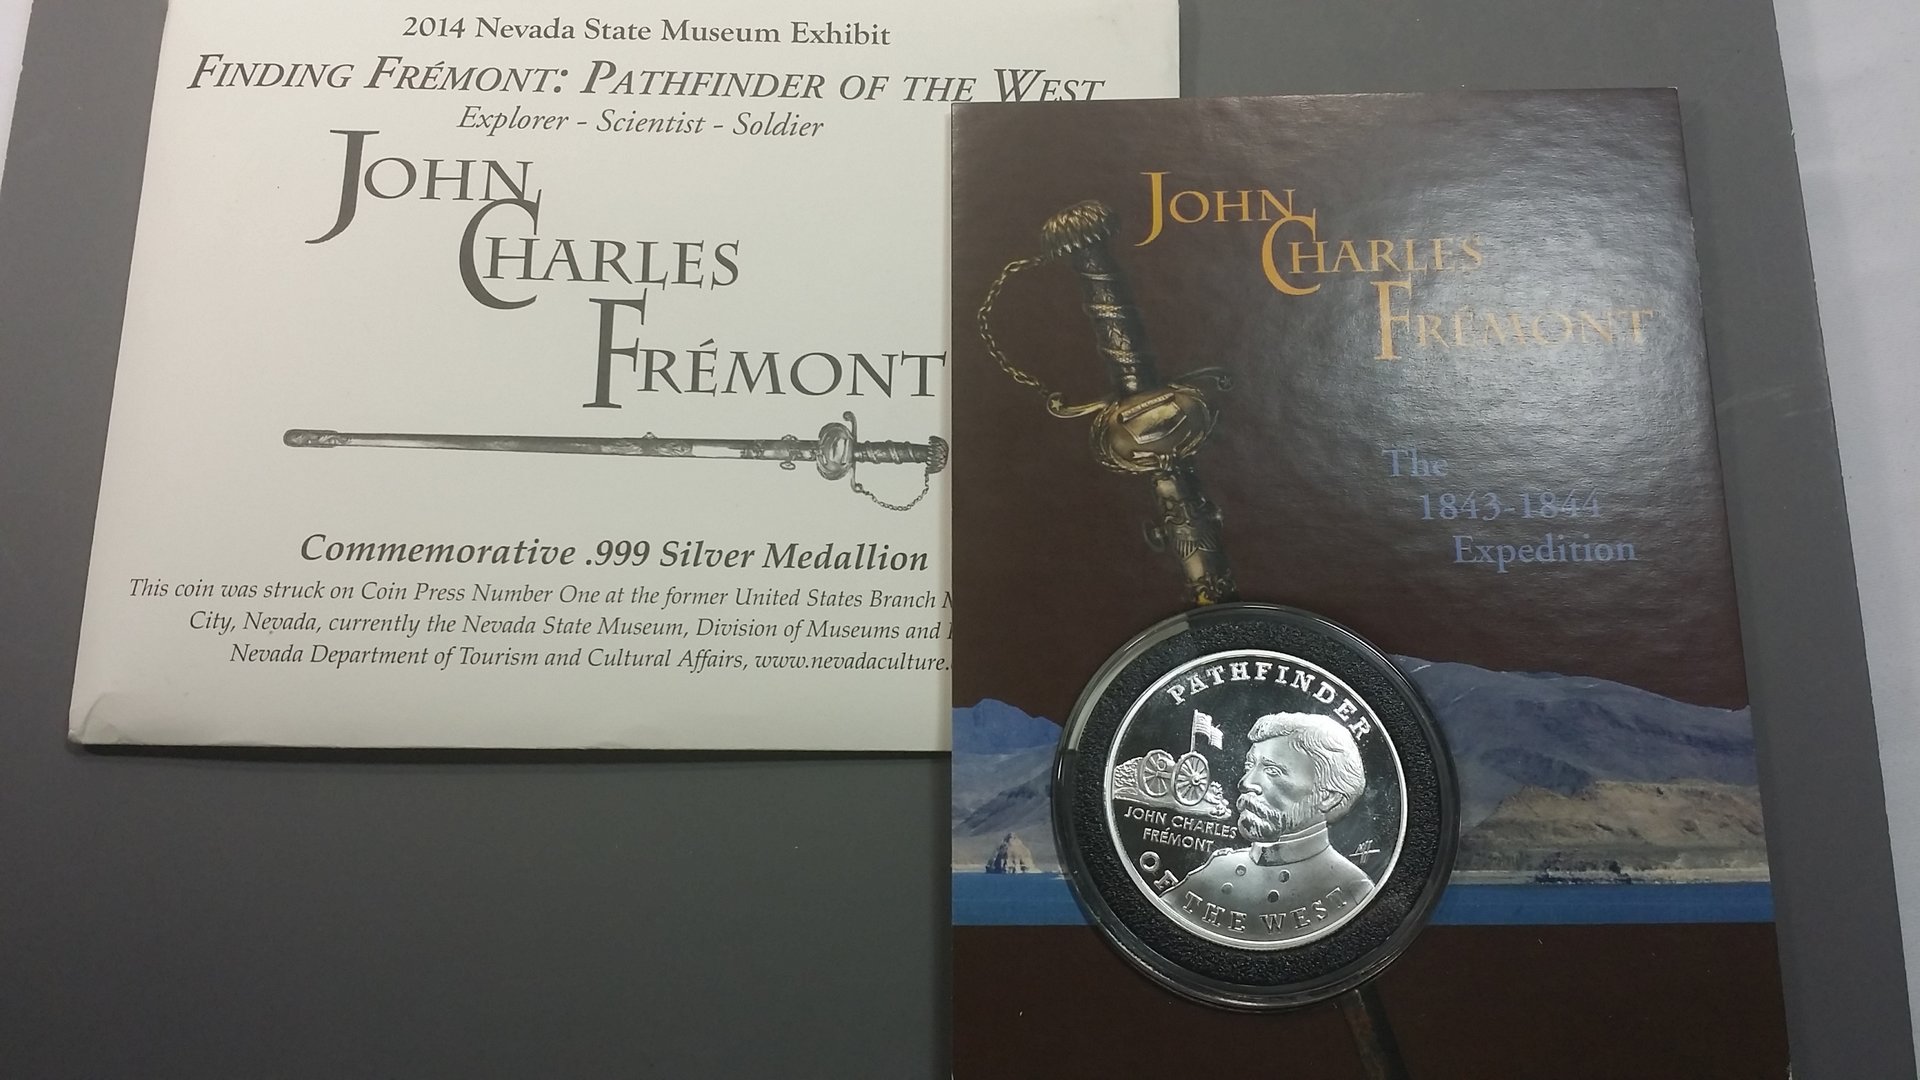 2014 Nevada State Museum Exhibit
FINDING FRÉMONT: PATHFINDER OF THE WEST
Explorer - Scientist - Soldier
JOHN
CHARLES
FRÉMONT
Commemorative .999 Silver Medallion
This coin was struck on Coin Press Number One at the former United States Branch
City, Nevada, currently the Nevada State Museum, Division of Museums and
Nevada Department of Tourism and Cultural Affairs, www.nevadaculture.
JOHN
CHARLES
FRÉMONT
The
1843-1844
Expedition
PATHFINDER
JOHN CHARLES
FRÉMONT
OF THE WEST